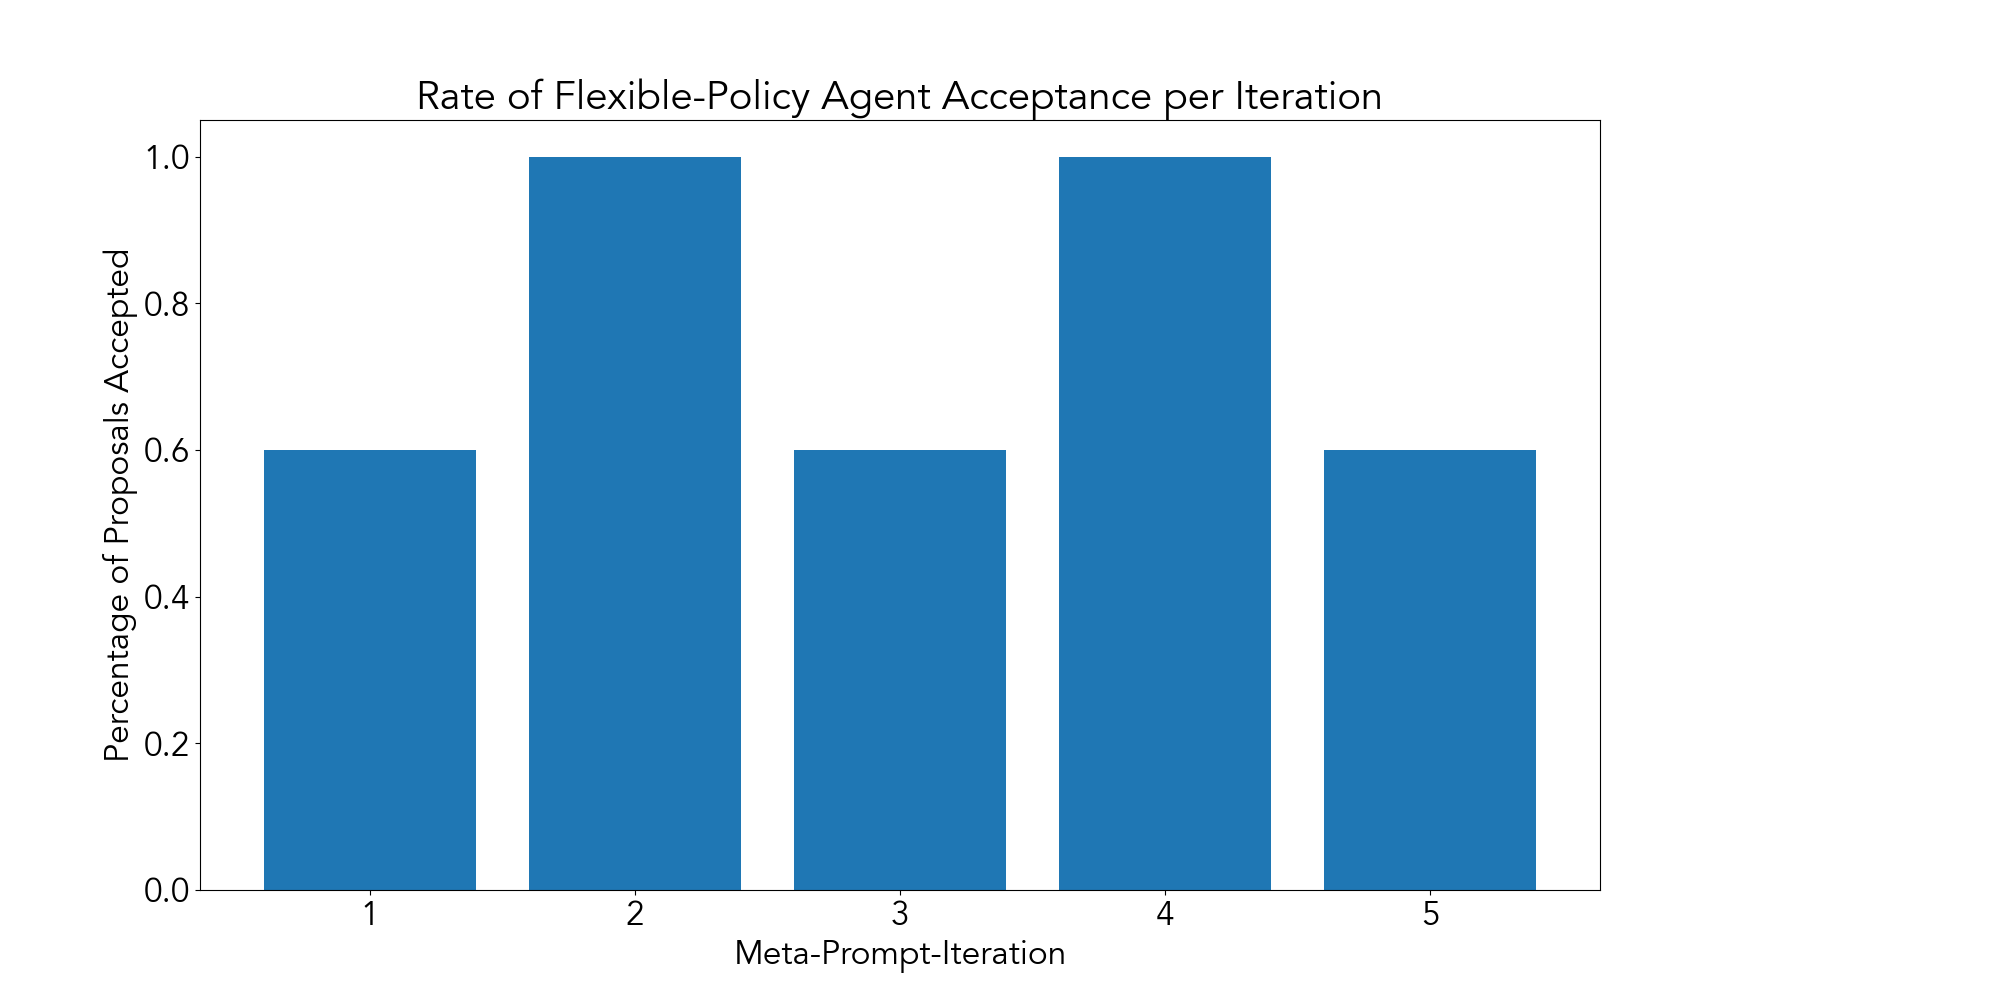 Rate of Flexible-Policy Agent Acceptance per Iteration
Percentage of Proposals Accepted
1.0
0.8
0.6
0.4
0.2
0.0
1 2 3 4 5
Meta-Prompt-Iteration